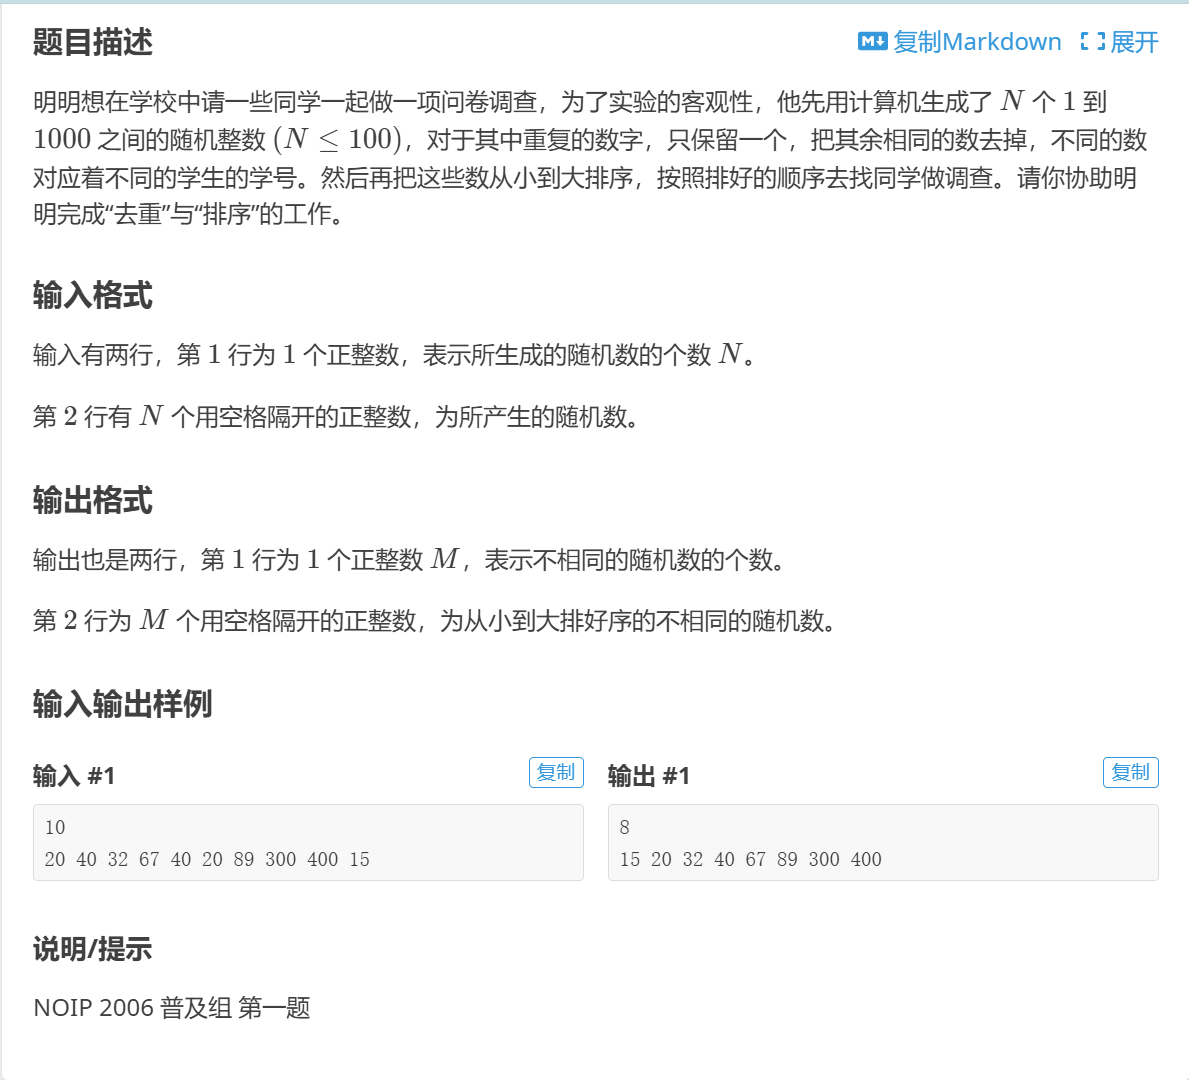 题目描述
复制Markdown 展开
明明想在学校中请一些同学一起做一项问卷调查，为了实验的客观性，他先用计算机生成了 N 个 1 到
1000 之间的随机整数 (N ≤ 100)，对于其中重复的数字，只保留一个，把其余相同的数去掉，不同的数
对应着不同的学生的学号。然后再把这些数从小到大排序，按照排好的顺序去找同学做调查。请你协助明
明完成“去重”与“排序”的工作。
输入格式
输入有两行，第 1 行为 1 个正整数，表示所生成的随机数的个数 N。
第 2 行有 N 个用空格隔开的正整数，为所产生的随机数。
输出格式
输出也是两行，第 1 行为 1 个正整数 M，表示不相同的随机数的个数。
第 2 行为 M 个用空格隔开的正整数，为从小到大排好序的不相同的随机数。
输入输出样例
输入 #1
复制
10
20 40 32 67 40 20 89 300 400 15
输出 #1
复制
8
15 20 32 40 67 89 300 400
说明/提示
NOIP 2006 普及组 第一题